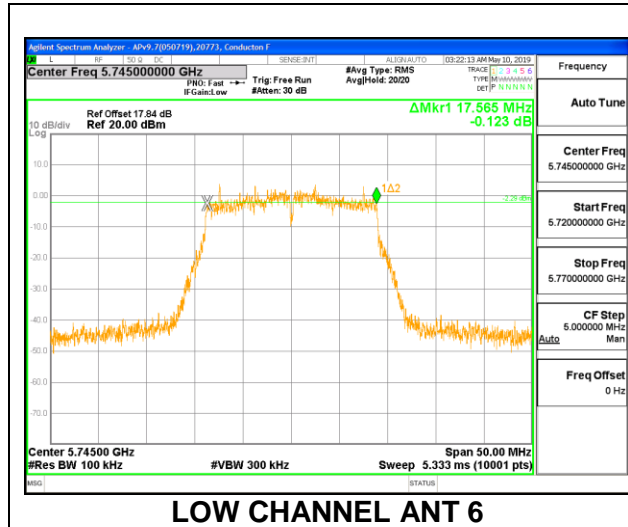 Agilent Spectrum Analyzer - APv9.7(050719),20773, Conducton F
L RF 50 Ω DC SENSE:INT ALIGN AUTO 03:22:13 AM May 10, 2019
Center Freq 5.745000000 GHz #Avg Type: RMS TRACE 1 2 3 4 5 6 Frequency
PNO: Fast Trig: Free Run Avg|Hold: 20/20 TYPE M
IFGain:Low #Atten: 30 dB DET P N N N N N
Auto Tune
ΔMkr1 17.565 MHz
Ref Offset 17.84 dB
10 dB/div Ref 20.00 dBm -0.123 dB
Log
Center Freq
5.745000000 GHz
10.0
1Δ2
0.00
Start Freq
5.720000000 GHz
-10.0
-20.0
Stop Freq
5.770000000 GHz
-30.0
-40.0
CF Step
5.000000 MHz
Auto Man
-50.0
-60.0
Freq Offset
0 Hz
-70.0
Center 5.74500 GHz Span 50.00 MHz
#Res BW 100 kHz #VBW 300 kHz Sweep 5.333 ms (10001 pts)
MSG STATUS
LOW CHANNEL ANT 6